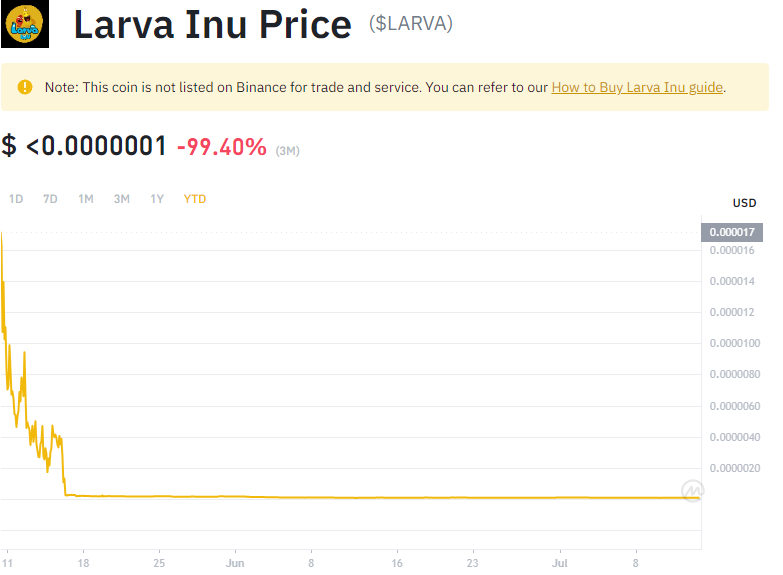 Larva Inu Price ($LARVA)
Note: This coin is not listed on Binance for trade and service. You can refer to our How to Buy Larva Inu guide.
$ <0.0000001 -99.40% (3M)
1D 7D 1M 3M 1Y YTD
USD
0.000017
0.000016
0.000014
0.000012
0.0000100
0.0000080
0.0000060
0.0000040
0.0000020
11 18 25 Jun 8 16 23 Jul 8